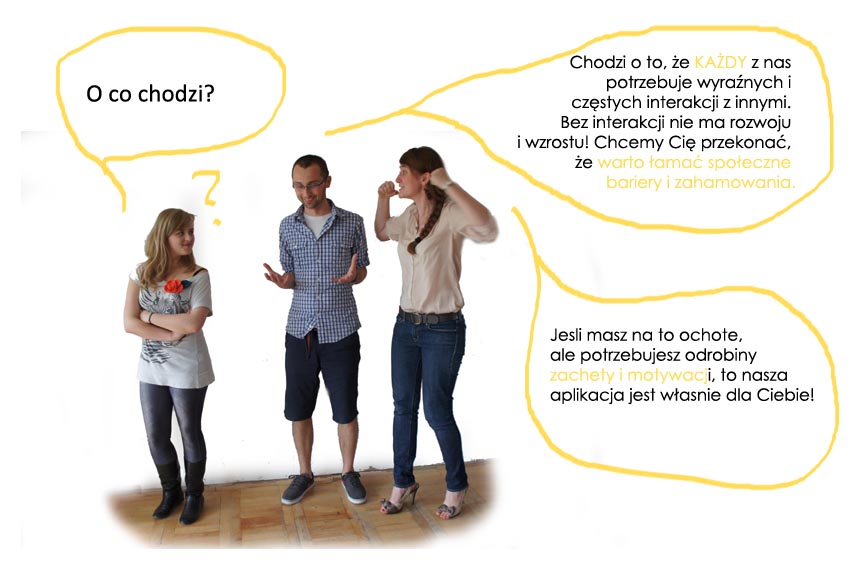 O co chodzi?
?
Chodzi o to, że KAŻDY z nas
potrzebuje wyraźnych i
częstych interakcji z innymi.
Bez interakcji nie ma rozwoju
i wzrostu! Chcemy Cię przekonać,
że warto łamać społeczne
bariery i zahamowania.
Jesli masz na to ochote,
ale potrzebujesz odrobiny
zachety i motywacji, to nasza
aplikacja jest własnie dla Ciebie!